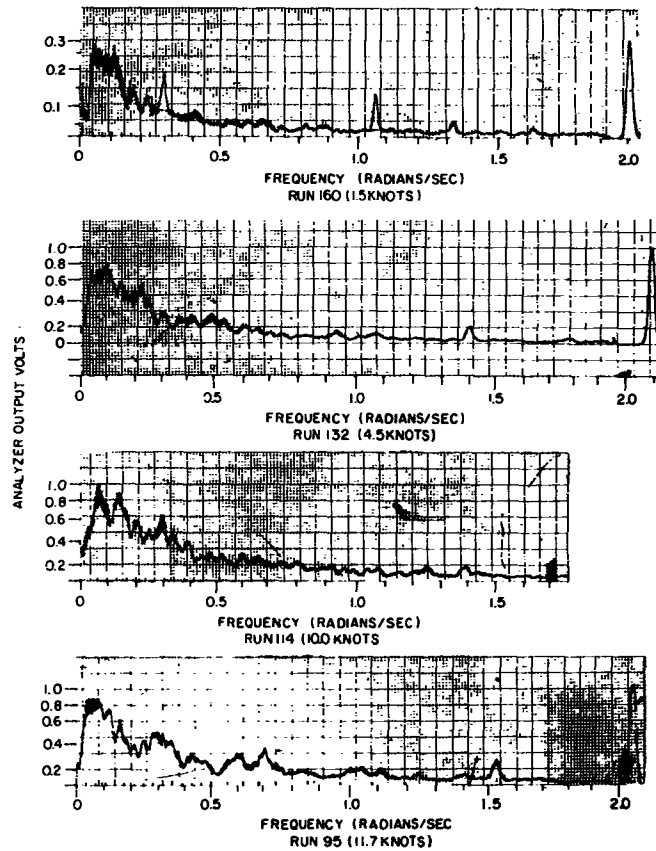 0.3
0.2
0.1
0 0.5 1.0 1.5 2.0
FREQUENCY (RADIANS/SEC)
RUN 160 (1.5KNOTS)
ANALYZER OUTPUT VOLTS
1.0
0.8
0.6
0.4
0.2
0
0 0.5 1.0 1.5 2.0
FREQUENCY (RADIANS/SEC)
RUN 132 (4.5KNOTS)
1.0
0.8
0.6
0.4
0.2
0 0.5 1.0 1.5
FREQUENCY (RADIANS/SEC)
RUN 114 (10.0 KNOTS
1.0
0.8
0.6
0.4
0.2
0 0.5 1.0 1.5 2.0
FREQUENCY (RADIANS/SEC
RUN 95 (11.7 KNOTS)